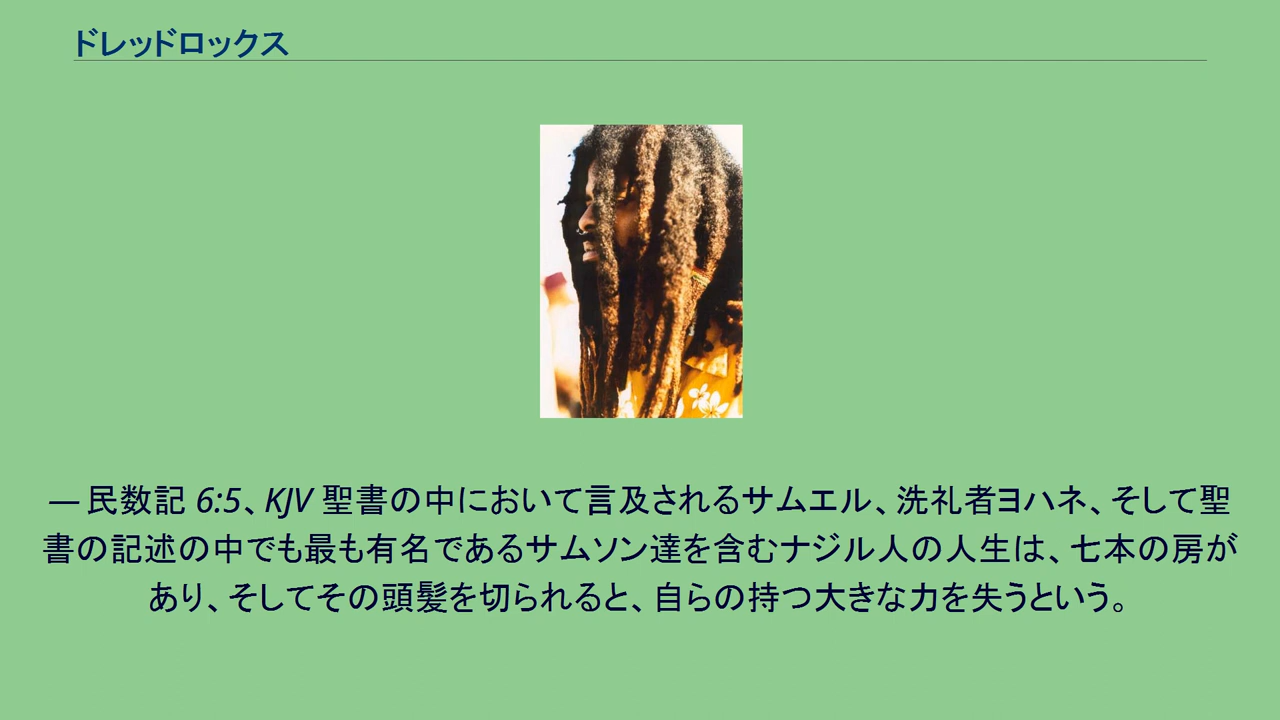 ドレッドロックス
— 民数記 6:5、KJV 聖書の中において言及されるサムエル、洗礼者ヨハネ、そして聖
書の記述の中でも最も有名であるサムソン達を含むナジル人の人生は、七本の房が
あり、そしてその頭髪を切られると、自らの持つ大きな力を失うという。